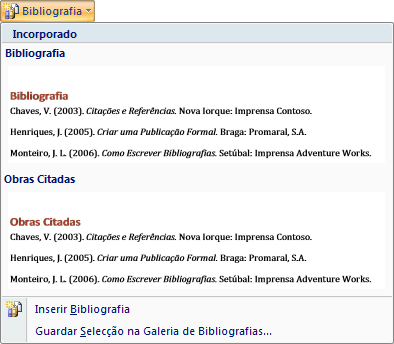 Bibliografia
Incorporado
Bibliografia
Bibliografia
Chaves, V. (2003). Citações e Referências. Nova Iorque: Imprensa Contoso.
Henriques, J. (2005). Criar uma Publicação Formal. Braga: Promaral, S.A.
Monteiro, J. L. (2006). Como Escrever Bibliografias. Setúbal: Imprensa Adventure Works.
Obras Citadas
Obras Citadas
Chaves, V. (2003). Citações e Referências. Nova Iorque: Imprensa Contoso.
Henriques, J. (2005). Criar uma Publicação Formal. Braga: Promaral, S.A.
Monteiro, J. L. (2006). Como Escrever Bibliografias. Setúbal: Imprensa Adventure Works.
Inserir Bibliografia
Guardar Selecção na Galeria de Bibliografias...